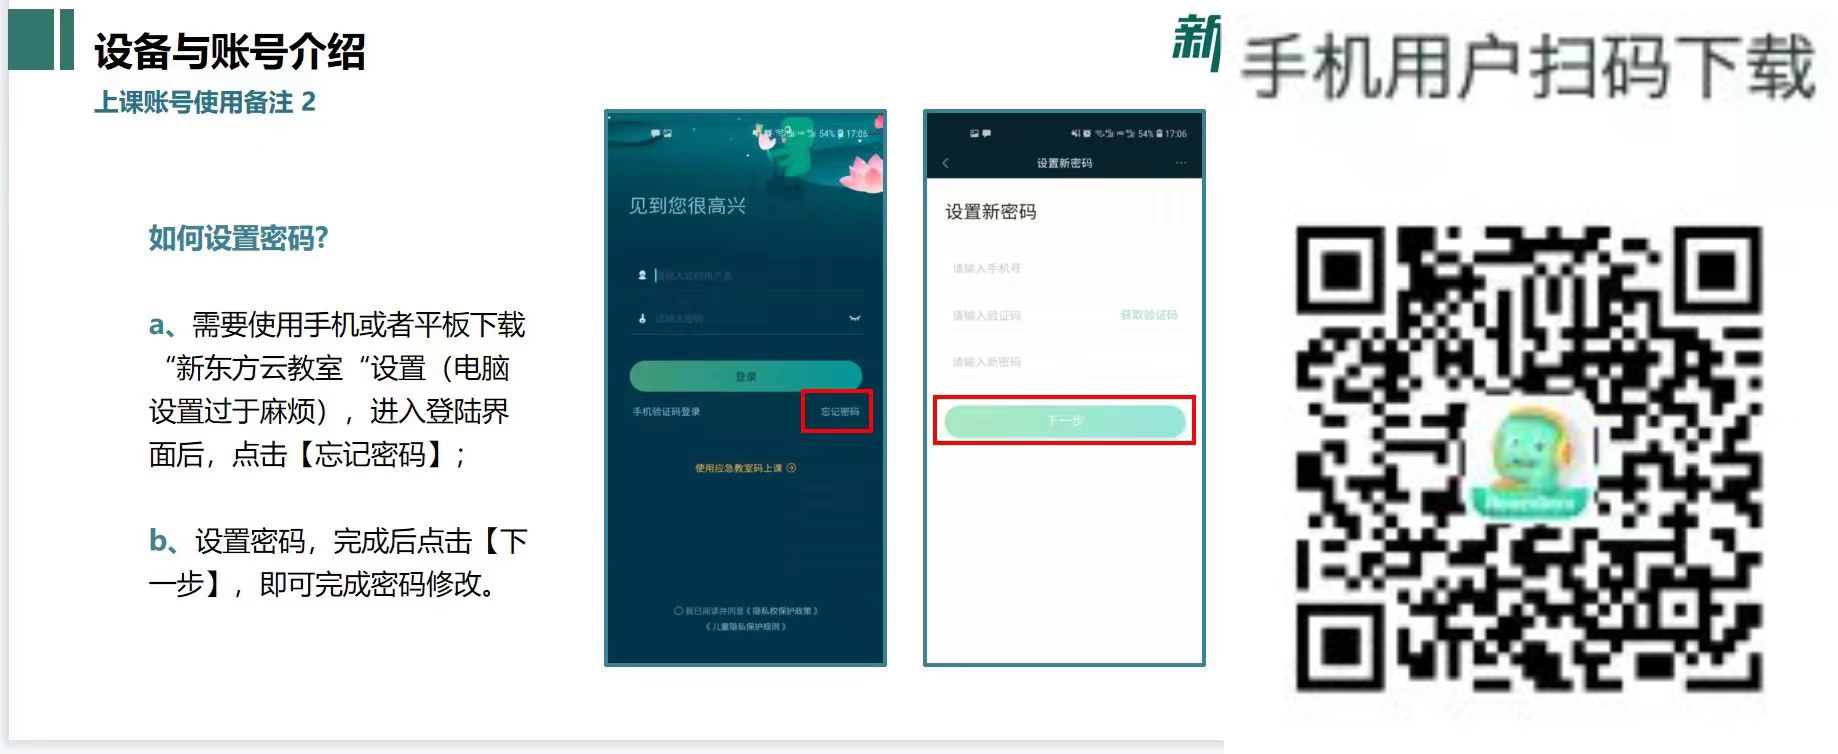 设备与账号介绍
上课账号使用备注 2
新
如何设置密码?
a、需要使用手机或者平板下载
“新东方云教室“设置（电脑
设置过于麻烦），进入登陆界
面后，点击【忘记密码】；
b、设置密码，完成后点击【下
一步】，即可完成密码修改。
54% 17:06
见到您很高兴
请输入您的用户名
请输入密码
登录
手机验证码登录
忘记密码
使用应急教室码上课
我已阅读并同意《隐私权保护政策》
《儿童隐私保护规则》
54% 17:06
设置新密码
设置新密码
请输入手机号
请输入验证码
获取验证码
请输入新密码
下一步
手机用户扫码下载